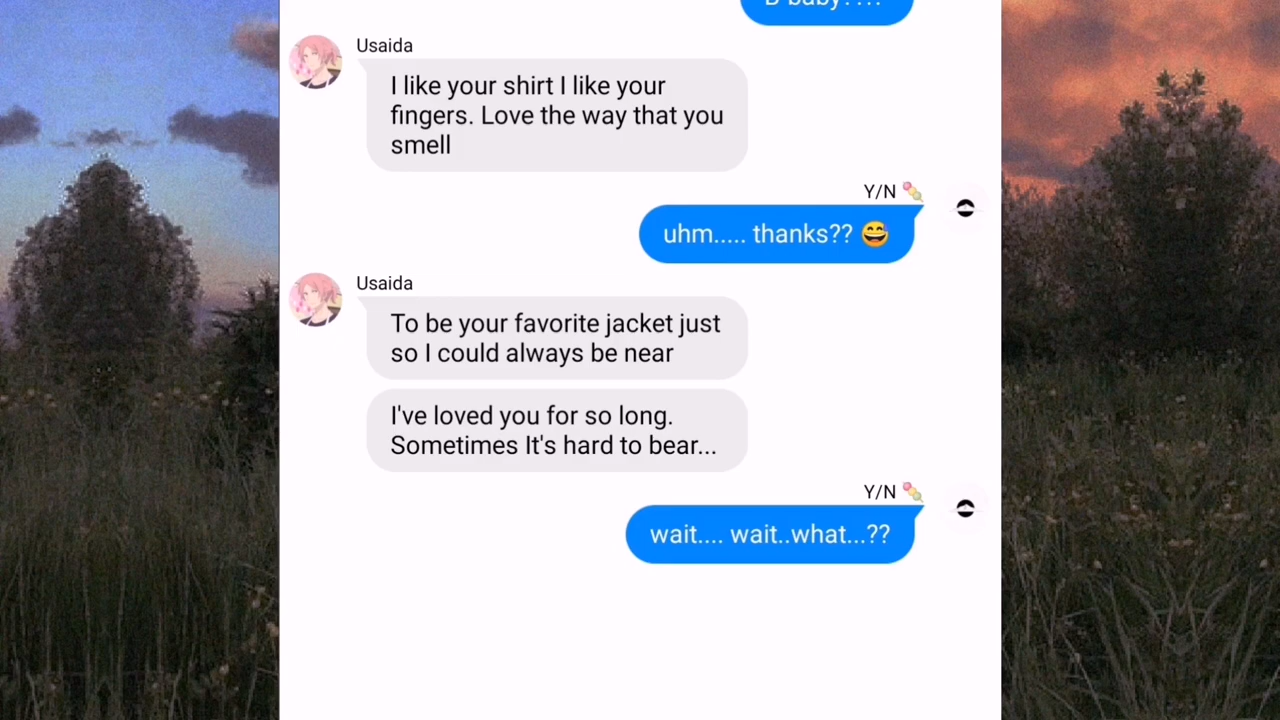 B-baby????
Usaida
I like your shirt I like your
fingers. Love the way that you
smell
Y/N 🍡
uhm..... thanks?? 😅
Usaida
To be your favorite jacket just
so I could always be near
I've loved you for so long.
Sometimes It's hard to bear...
Y/N 🍡
wait.... wait..what...??